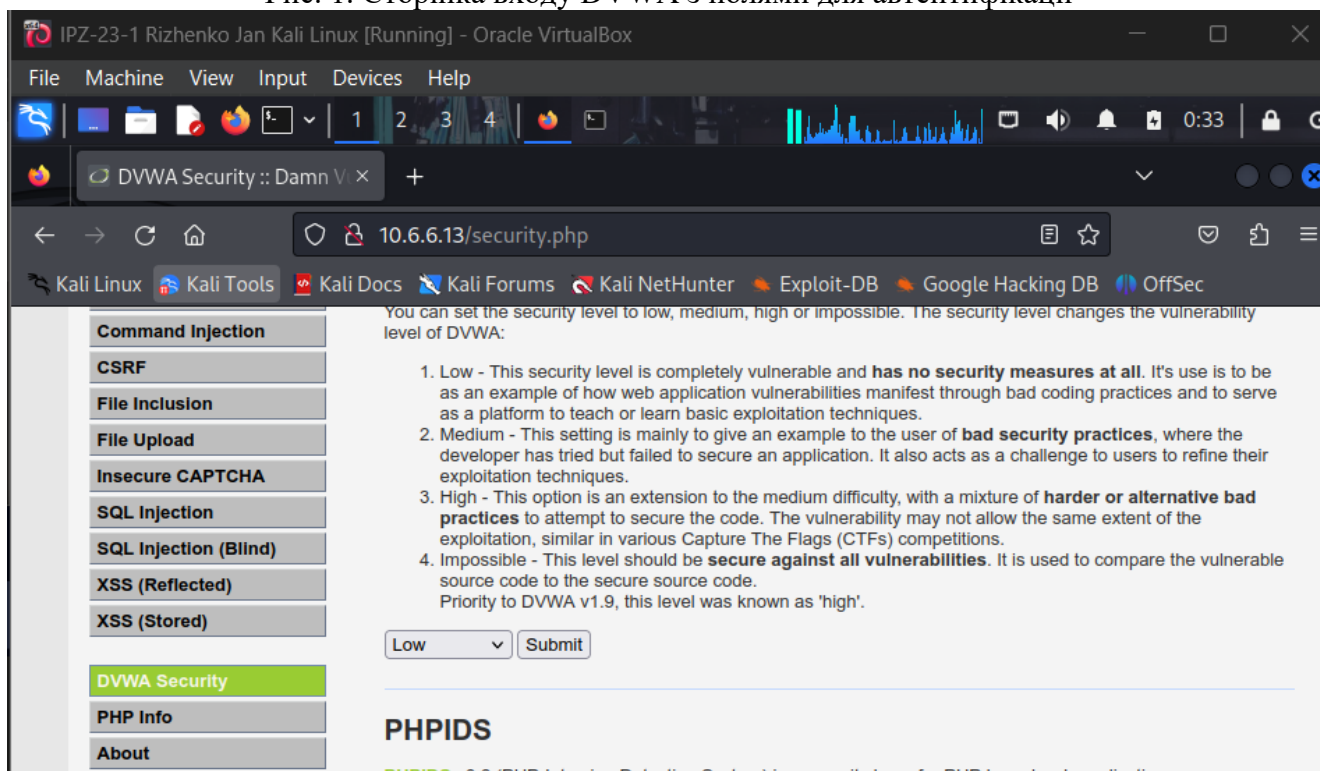 Рис. 1. Сторінка входу DVWA з полями для автентифікації
IPZ-23-1 Rizhenko Jan Kali Linux [Running] - Oracle VirtualBox
File Machine View Input Devices Help
1 2 3 4 0:33
DVWA Security :: Damn Vu
10.6.6.13/security.php
Kali Linux Kali Tools Kali Docs Kali Forums Kali NetHunter Exploit-DB Google Hacking DB OffSec
You can set the security level to low, medium, high or impossible. The security level changes the vulnerability
level of DVWA:
1. Low - This security level is completely vulnerable and has no security measures at all. It's use is to be
as an example of how web application vulnerabilities manifest through bad coding practices and to serve
as a platform to teach or learn basic exploitation techniques.
2. Medium - This setting is mainly to give an example to the user of bad security practices, where the
developer has tried but failed to secure an application. It also acts as a challenge to users to refine their
exploitation techniques.
3. High - This option is an extension to the medium difficulty, with a mixture of harder or alternative bad
practices to attempt to secure the code. The vulnerability may not allow the same extent of the
exploitation, similar in various Capture The Flags (CTFs) competitions.
4. Impossible - This level should be secure against all vulnerabilities. It is used to compare the vulnerable
source code to the secure source code.
Priority to DVWA v1.9, this level was known as 'high'.
Low Submit
PHPIDS
Command Injection
CSRF
File Inclusion
File Upload
Insecure CAPTCHA
SQL Injection
SQL Injection (Blind)
XSS (Reflected)
XSS (Stored)
DVWA Security
PHP Info
About